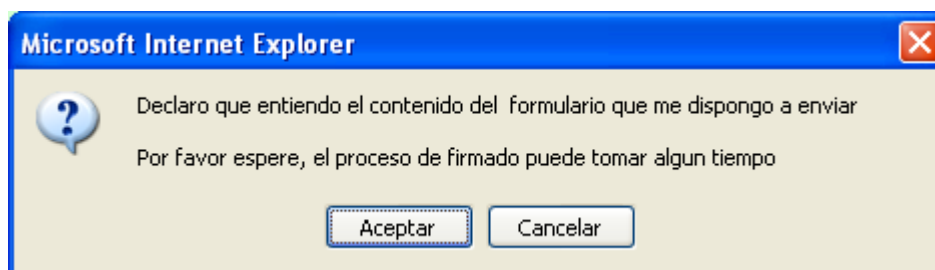 Microsoft Internet Explorer
Declaro que entiendo el contenido del formulario que me dispongo a enviar
Por favor espere, el proceso de firmado puede tomar algun tiempo
Aceptar
Cancelar